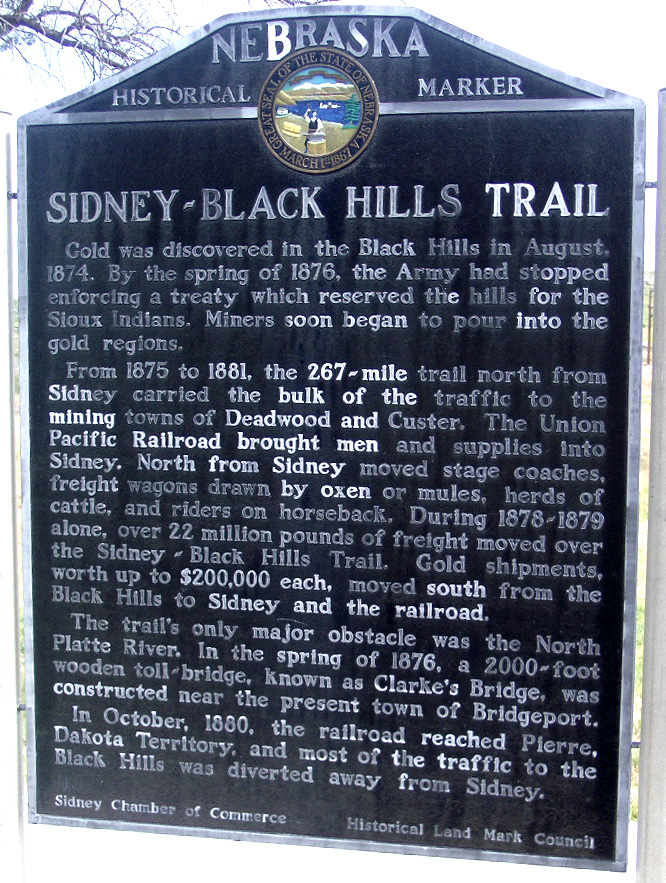 NEBRASKA
HISTORICAL MARKER
GREAT SEAL OF THE STATE OF NEBRASKA
MARCH 1ST 1867
SIDNEY-BLACK HILLS TRAIL
Gold was discovered in the Black Hills in August,
1874. By the spring of 1876, the Army had stopped
enforcing a treaty which reserved the hills for the
Sioux Indians. Miners soon began to pour into the
gold regions.
From 1875 to 1881, the 267-mile trail north from
Sidney carried the bulk of the traffic to the
mining towns of Deadwood and Custer. The Union
Pacific Railroad brought men and supplies into
Sidney. North from Sidney moved stage coaches,
freight wagons drawn by oxen or mules, herds of
cattle, and riders on horseback. During 1878-1879
alone, over 22 million pounds of freight moved over
the Sidney-Black Hills Trail. Gold shipments,
worth up to $200,000 each, moved south from the
Black Hills to Sidney and the railroad.
The trail's only major obstacle was the North
Platte River. In the spring of 1876, a 2000-foot
wooden toll-bridge, known as Clarke's Bridge, was
constructed near the present town of Bridgeport.
In October, 1880, the railroad reached Pierre,
Dakota Territory, and most of the traffic to the
Black Hills was diverted away from Sidney.
Sidney Chamber of Commerce
Historical Land Mark Council